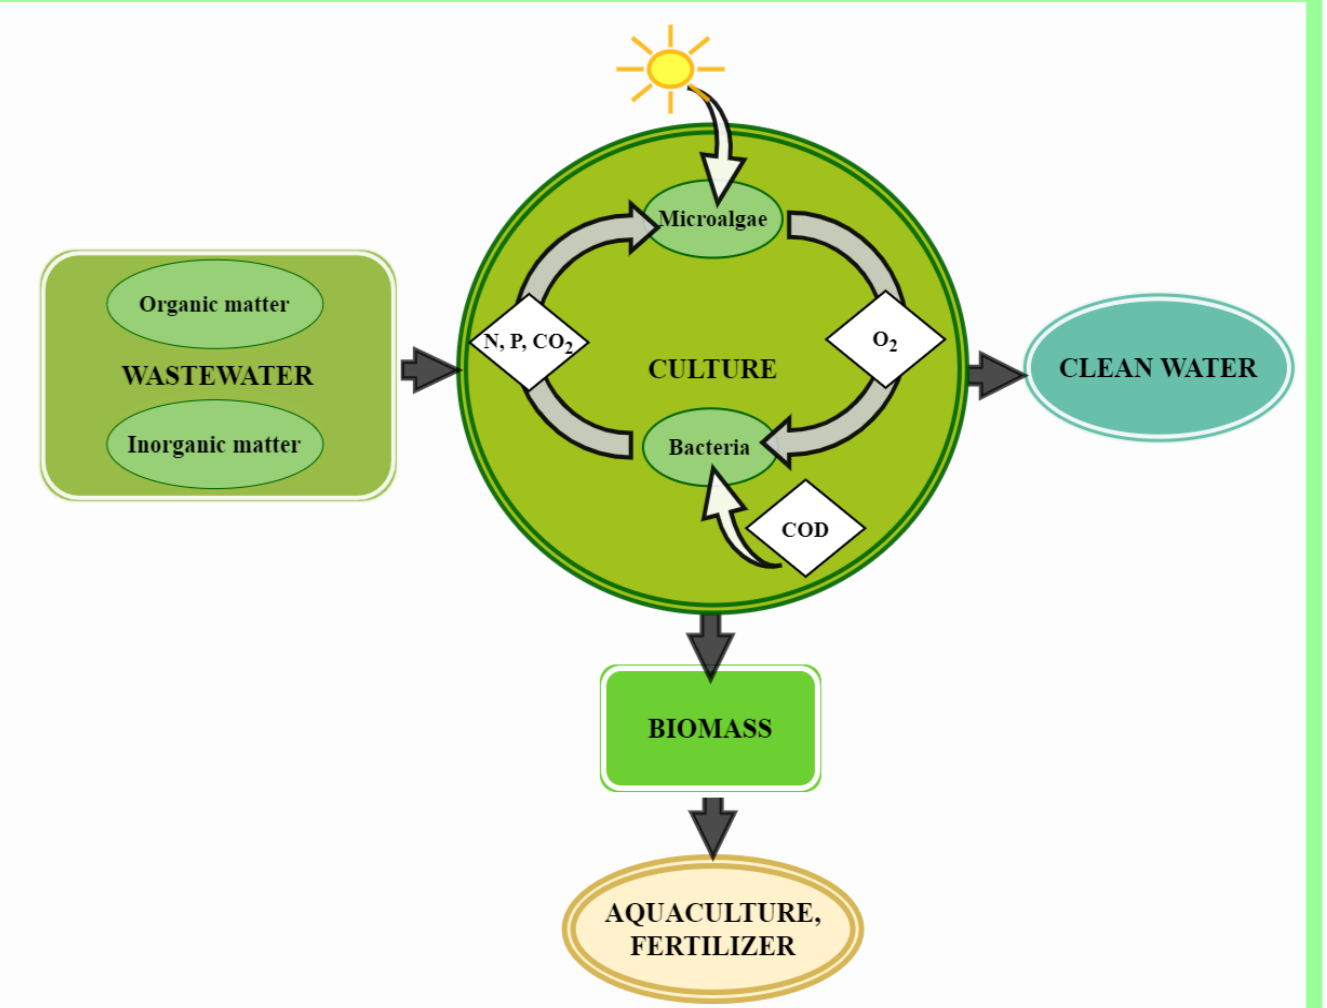 Microalgae
Organic matter
WASTEWATER
Inorganic matter
N, P, CO₂
O₂
CULTURE
Bacteria
COD
CLEAN WATER
BIOMASS
AQUACULTURE,
FERTILIZER